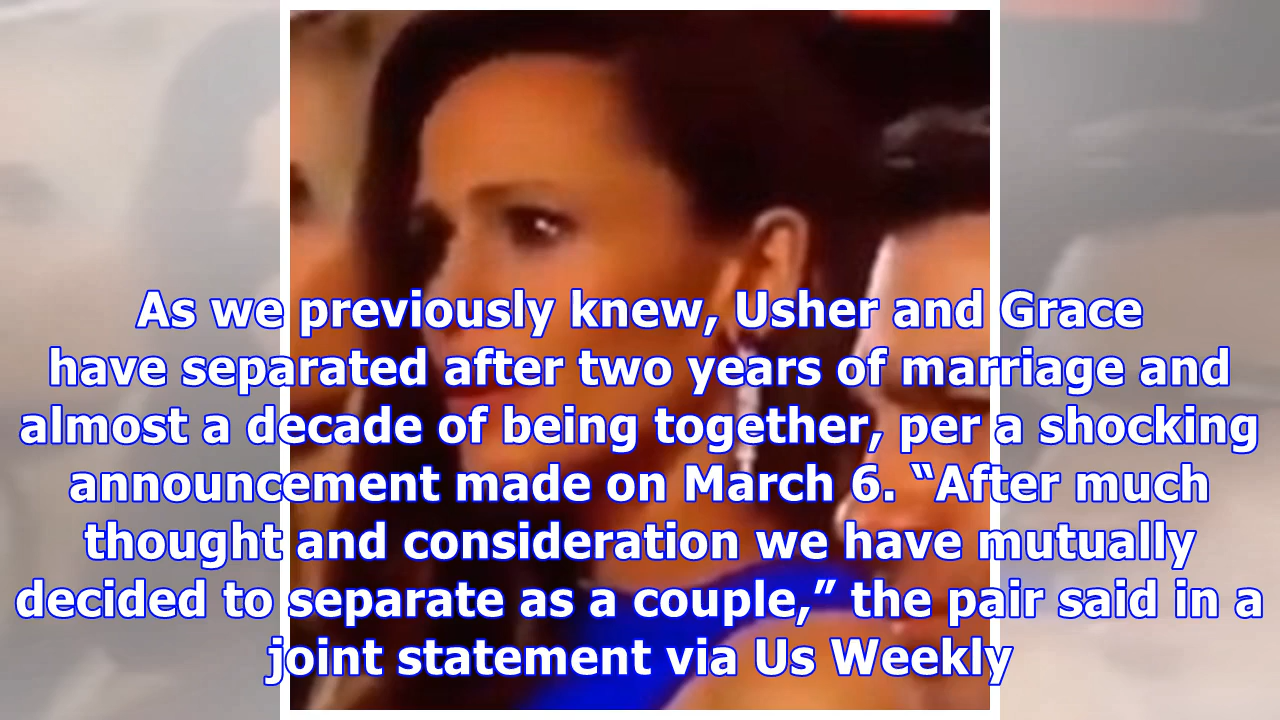 As we previously knew, Usher and Grace
have separated after two years of marriage and
almost a decade of being together, per a shocking
announcement made on March 6. “After much
thought and consideration we have mutually
decided to separate as a couple,” the pair said in a
joint statement via Us Weekly